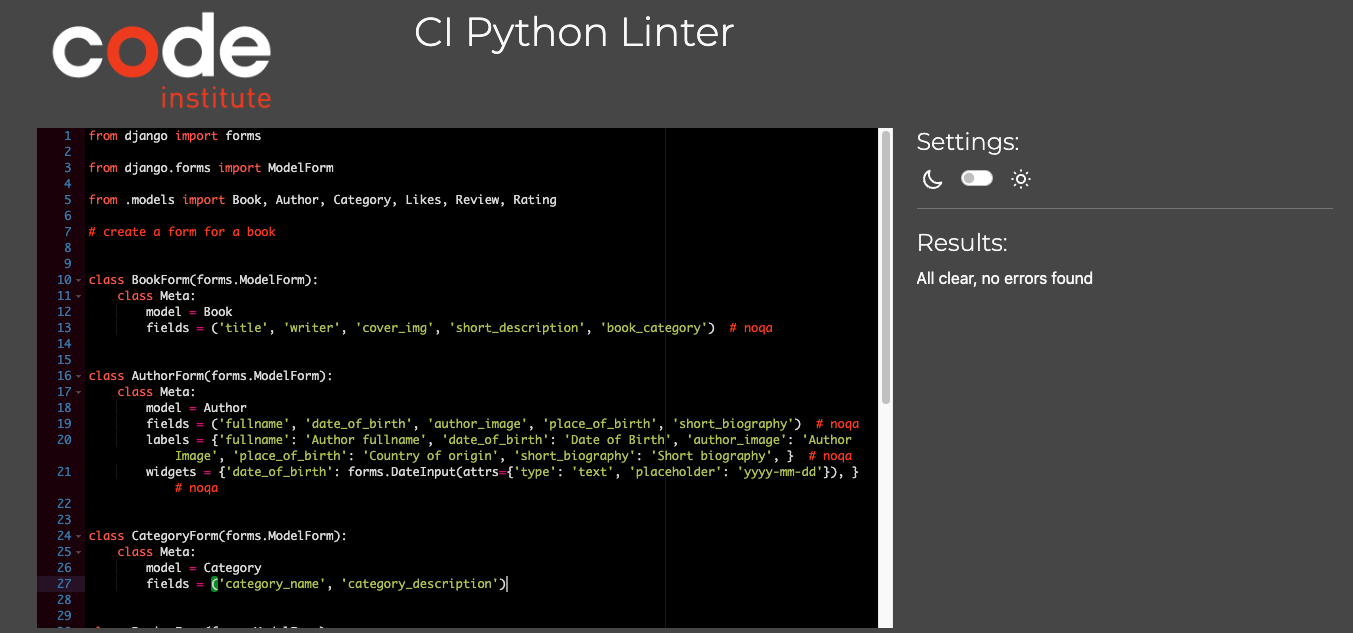 code
institute
CI Python Linter
1 from django import forms
2
3 from django.forms import ModelForm
4
5 from .models import Book, Author, Category, Likes, Review, Rating
6
7 # create a form for a book
8
9
10 class BookForm(forms.ModelForm):
11     class Meta:
12         model = Book
13         fields = ('title', 'writer', 'cover_img', 'short_description', 'book_category')  # noqa
14
15
16 class AuthorForm(forms.ModelForm):
17     class Meta:
18         model = Author
19         fields = ('fullname', 'date_of_birth', 'author_image', 'place_of_birth', 'short_biography')  # noqa
20         labels = {'fullname': 'Author fullname', 'date_of_birth': 'Date of Birth', 'author_image': 'Author
Image', 'place_of_birth': 'Country of origin', 'short_biography': 'Short biography', }  # noqa
21         widgets = {'date_of_birth': forms.DateInput(attrs={'type': 'text', 'placeholder': 'yyyy-mm-dd'}), }
# noqa
22
23
24 class CategoryForm(forms.ModelForm):
25     class Meta:
26         model = Category
27         fields = ('category_name', 'category_description')
28
29
Settings:
Results:
All clear, no errors found